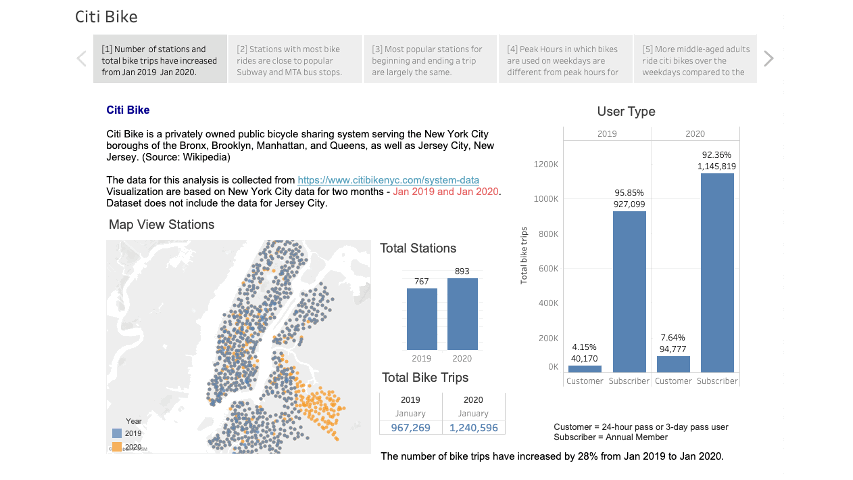 Citi Bike
[1] Number of stations and
total bike trips have increased
from Jan 2019 Jan 2020.
[2] Stations with most bike
rides are close to popular
Subway and MTA bus stops.
[3] Most popular stations for
beginning and ending a trip
are largely the same.
[4] Peak Hours in which bikes
are used on weekdays are
different from peak hours for
[5] More middle-aged adults
ride citi bikes over the
weekdays compared to the
Citi Bike
Citi Bike is a privately owned public bicycle sharing system serving the New York City
boroughs of the Bronx, Brooklyn, Manhattan, and Queens, as well as Jersey City, New
Jersey. (Source: Wikipedia)
The data for this analysis is collected from https://www.citibikenyc.com/system-data
Visualization are based on New York City data for two months - Jan 2019 and Jan 2020.
Dataset does not include the data for Jersey City.
Map View Stations
Year
2019
2020
Total Stations
767
893
2019 2020
Total Bike Trips
2019 2020
January January
967,269 1,240,596
User Type
2019 2020
Total bike trips
1200K
1000K
800K
600K
400K
200K
0K
4.15%
40,170
95.85%
927,099
7.64%
94,777
92.36%
1,145,819
Customer Subscriber Customer Subscriber
Customer = 24-hour pass or 3-day pass user
Subscriber = Annual Member
The number of bike trips have increased by 28% from Jan 2019 to Jan 2020.